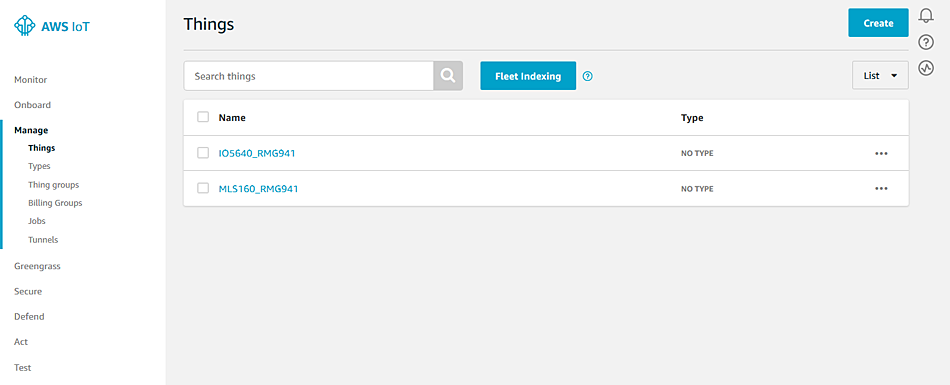 AWS IoT
Monitor
Onboard
Manage
Things
Types
Thing groups
Billing Groups
Jobs
Tunnels
Greengrass
Secure
Defend
Act
Test
Things
Create
Search things
Fleet Indexing
List
Name Type
IO5640_RMG941 NO TYPE
MLS160_RMG941 NO TYPE